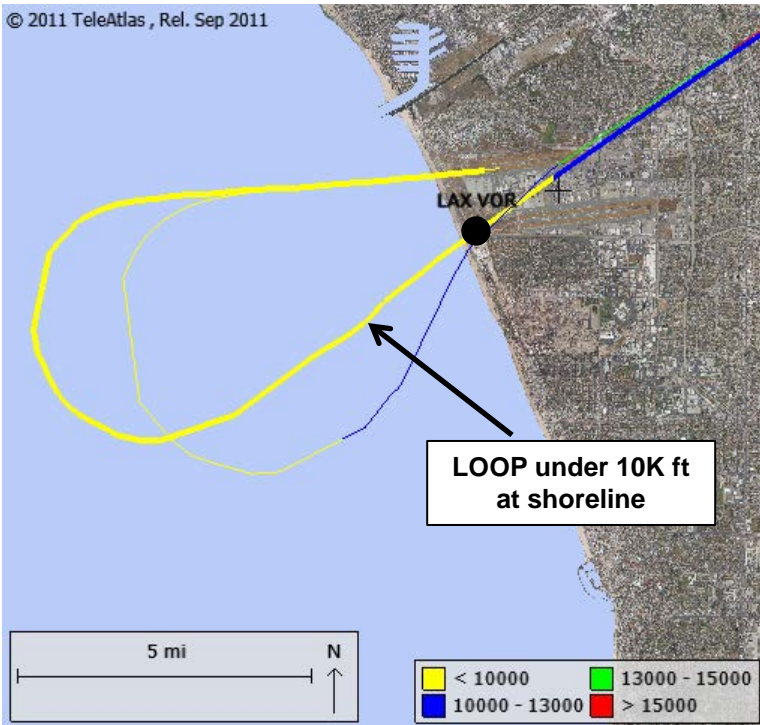 © 2011 TeleAtlas , Rel. Sep 2011
LAX VOR
LOOP under 10K ft
at shoreline
5 mi
N
< 10000
13000 - 15000
10000 - 13000
> 15000